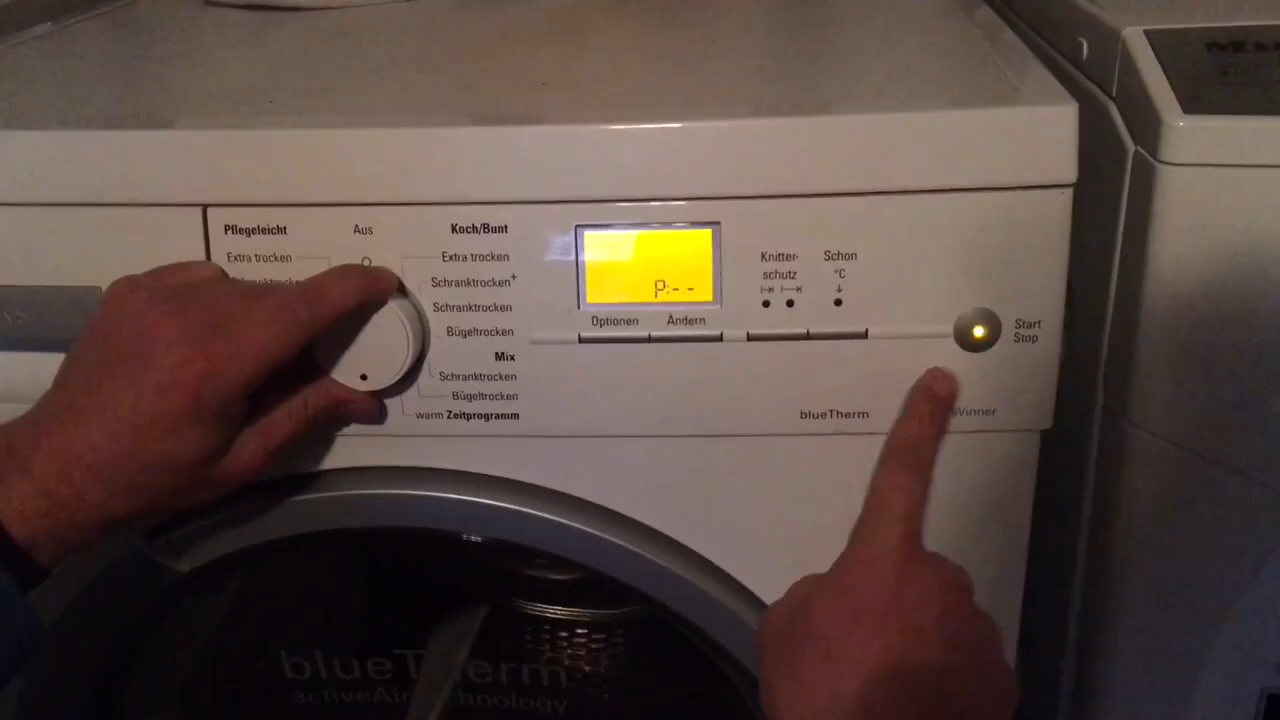 Pflegeleicht
Aus
Koch/Bunt
Extra trocken
Extra trocken
Schranktrocken+
Schranktrocken
Bügeltrocken
Mix
Schranktrocken
Bügeltrocken
warm Zeitprogramm
P:--
Optionen
Ändern
Knitter-
schutz
Schon
°C
Start
Stop
blueTherm
Winner
blueTherm
activeAir Technology